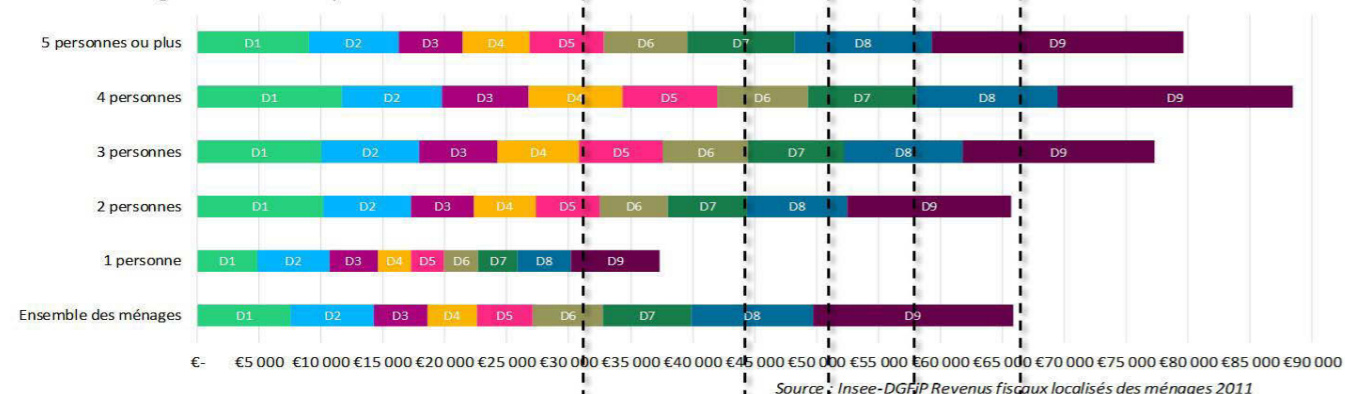 5 personnes ou plus D1 D2 D3 D4 D5 D6 D7 D8 D9
4 personnes D1 D2 D3 D4 D5 D6 D7 D8 D9
3 personnes D1 D2 D3 D4 D5 D6 D7 D8 D9
2 personnes D1 D2 D3 D4 D5 D6 D7 D8 D9
1 personne D1 D2 D3 D4 D5 D6 D7 D8 D9
Ensemble des ménages D1 D2 D3 D4 D5 D6 D7 D8 D9
€- €5 000 €10 000 €15 000 €20 000 €25 000 €30 000 €35 000 €40 000 €45 000 €50 000 €55 000 €60 000 €65 000 €70 000 €75 000 €80 000 €85 000 €90 000
Source : Insee-DGFiP Revenus fiscaux localisés des ménages 2011